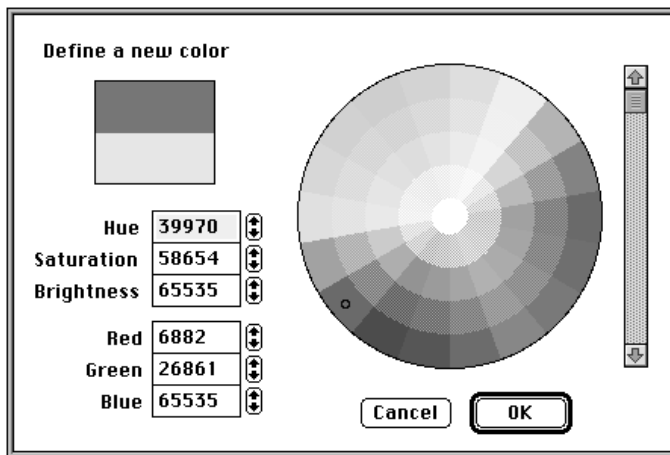 Define a new color
Hue 39970
Saturation 58654
Brightness 65535
Red 6882
Green 26861
Blue 65535
Cancel OK